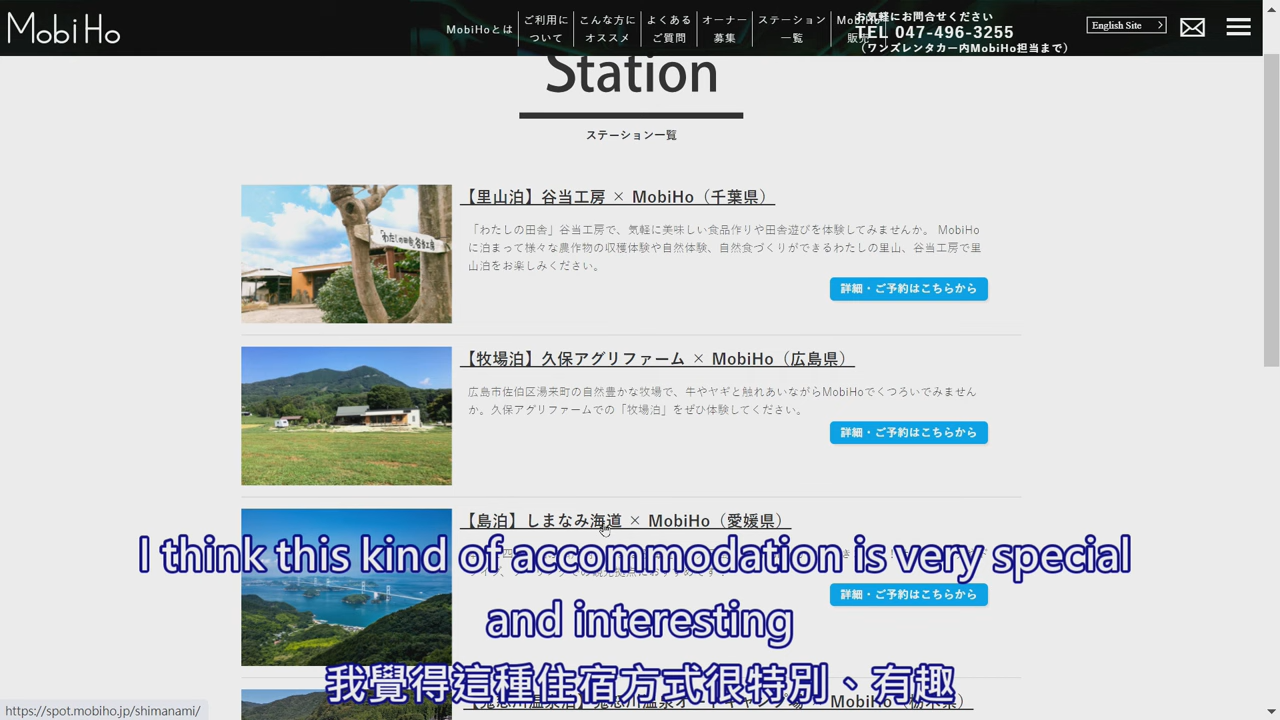 MobiHo
MobiHoとは
ご利用に
ついて
こんな方に
オススメ
よくある
ご質問
オーナー
募集
ステーション
一覧
MobiHo
販売
お気軽にお問合せください
TEL 047-496-3255
（ワンズレンタカー内MobiHo担当まで）
English Site
Station
ステーション一覧
【里山泊】谷当工房 × MobiHo（千葉県）
「わたしの田舎」谷当工房で、気軽に美味しい食品作りや田舎遊びを体験してみませんか。 MobiHo
に泊まって様々な農作物の収穫体験や自然体験、自然食づくりができるわたしの里山、谷当工房で里
山泊をお楽しみください。
詳細・ご予約はこちらから
わたしの田舎 谷当工房
【牧場泊】久保アグリファーム × MobiHo（広島県）
広島市佐伯区湯来町の自然豊かな牧場で、牛やヤギと触れあいながらMobiHoでくつろいでみません
か。久保アグリファームでの「牧場泊」をぜひ体験してください。
詳細・ご予約はこちらから
【島泊】しまなみ海道 × MobiHo（愛媛県）
詳細・ご予約はこちらから
I think this kind of accommodation is very special
and interesting
我覺得這種住宿方式很特別、有趣
https://spot.mobiho.jp/shimanami/